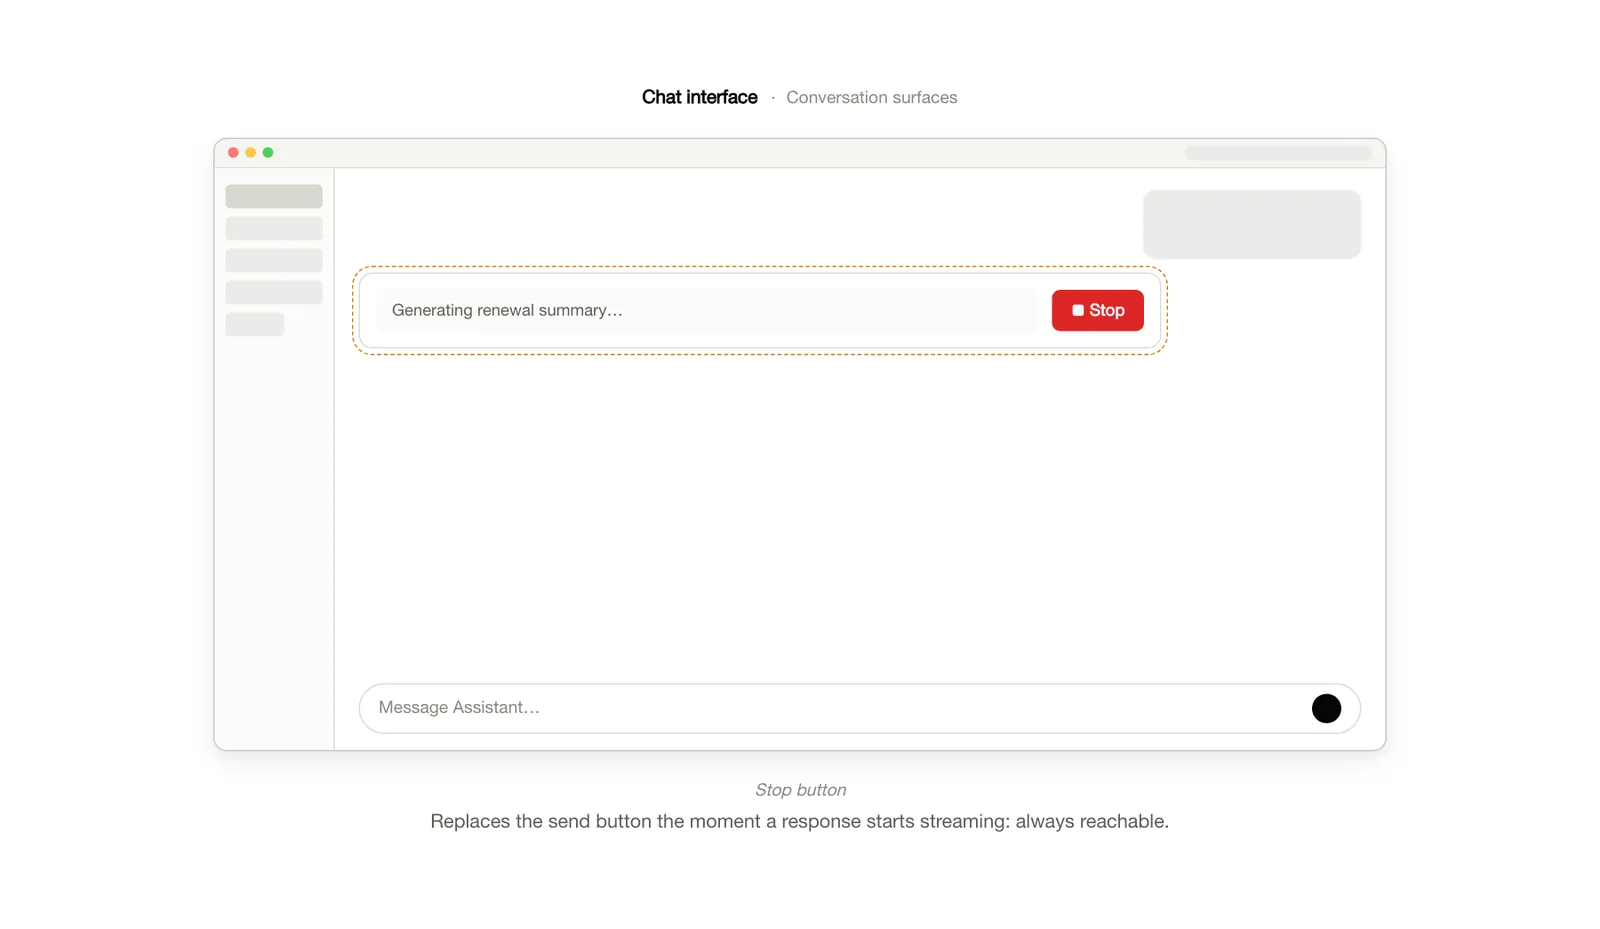 Chat interface · Conversation surfaces
Generating renewal summary…
Stop
Message Assistant…
Stop button
Replaces the send button the moment a response starts streaming: always reachable.